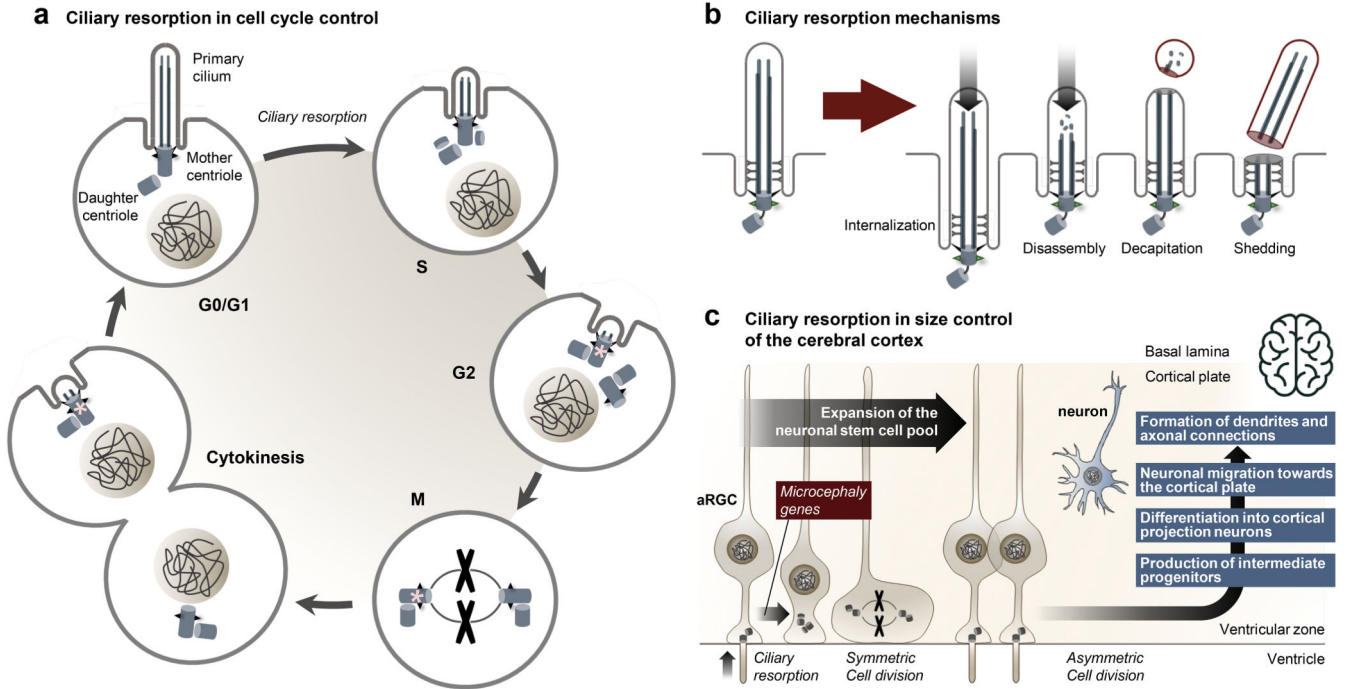 a Ciliary resorption in cell cycle control
Primary
cilium
Ciliary resorption
Mother
centriole
Daughter
centriole
G0/G1
S
G2
M
Cytokinesis
b Ciliary resorption mechanisms
Internalization
Disassembly
Decapitation
Shedding
c Ciliary resorption in size control
of the cerebral cortex
Basal lamina
Cortical plate
Expansion of the
neuronal stem cell pool
neuron
aRGC
Microcephaly
genes
Formation of dendrites and
axonal connections
Neuronal migration towards
the cortical plate
Differentiation into cortical
projection neurons
Production of intermediate
progenitors
Ventricular zone
Ventricle
Ciliary
resorption
Symmetric
Cell division
Asymmetric
Cell division